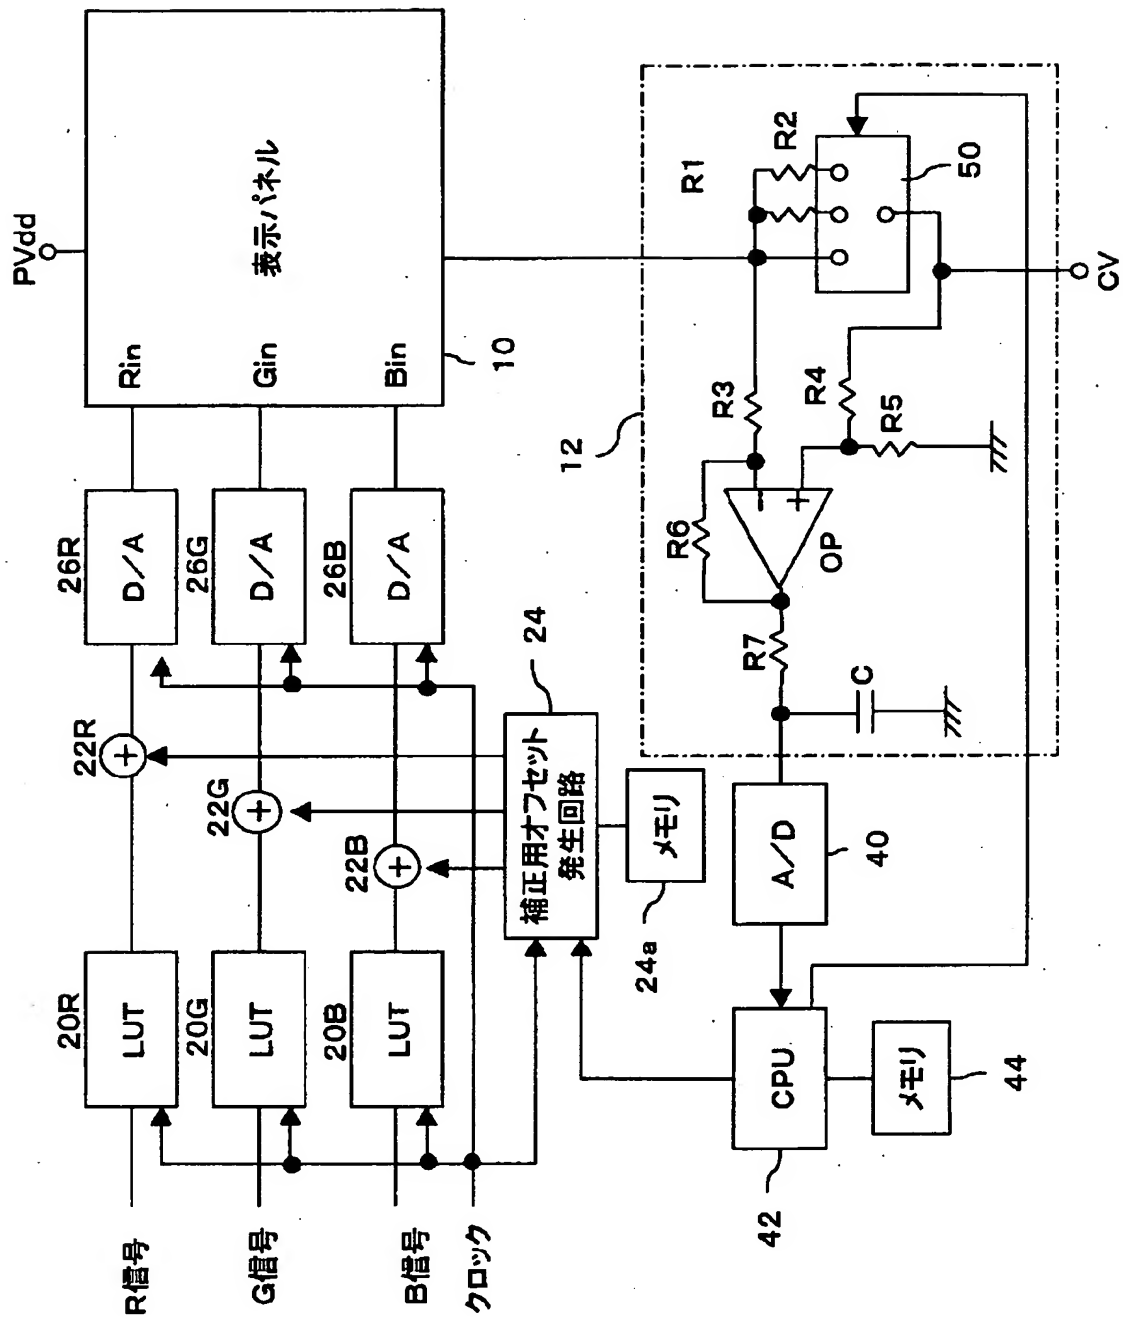 PVdd
表示パネル
Rin
Gin
Bin
10
26R
D/A
26G
D/A
26B
D/A
22R
+
22G
+
22B
+
24
補正用オフセット
発生回路
メモリ
24a
20R
LUT
20G
LUT
20B
LUT
R信号
G信号
B信号
クロック
12
R1
R2
50
CV
R3
R4
R5
R6
−
+
OP
R7
C
A/D
40
CPU
42
メモリ
44